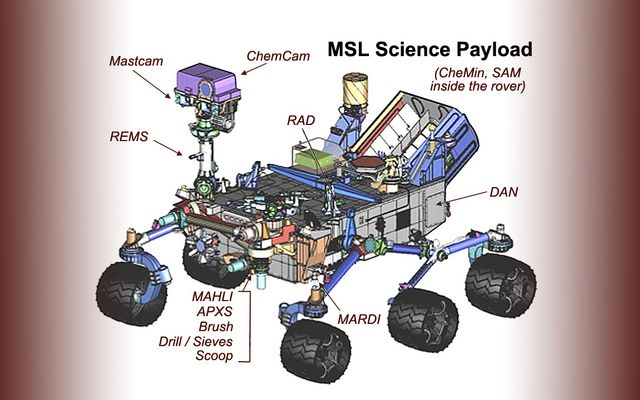 MSL Science Payload
(CheMin, SAM
inside the rover)
Mastcam
ChemCam
RAD
REMS
DAN
MAHLI
APXS
Brush
Drill / Sieves
Scoop
MARDI